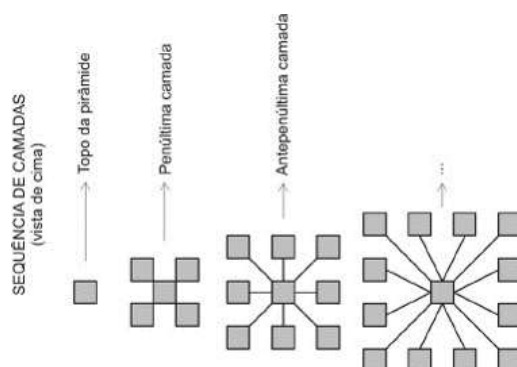 SEQUÊNCIA DE CAMADAS
(vista de cima)
Topo da pirâmide
Penúltima camada
Antepenúltima camada
...